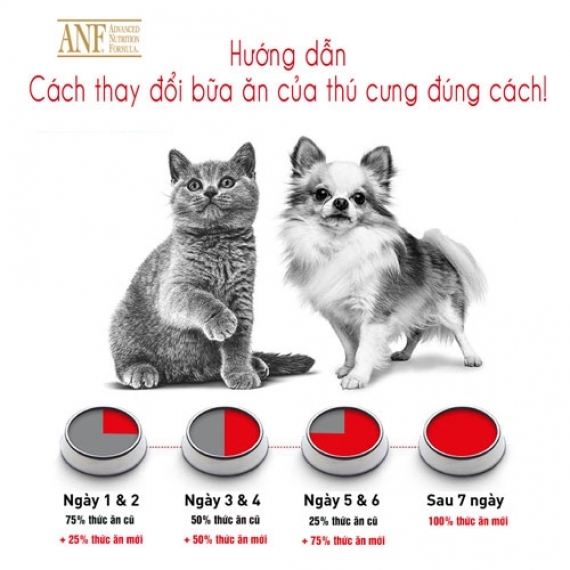 ANF
ADVANCED
NUTRITION
FORMULA
Hướng dẫn
Cách thay đổi bữa ăn của thú cưng đúng cách!
Ngày 1 & 2
75% thức ăn cũ
+ 25% thức ăn mới
Ngày 3 & 4
50% thức ăn cũ
+ 50% thức ăn mới
Ngày 5 & 6
25% thức ăn cũ
+ 75% thức ăn mới
Sau 7 ngày
100% thức ăn mới